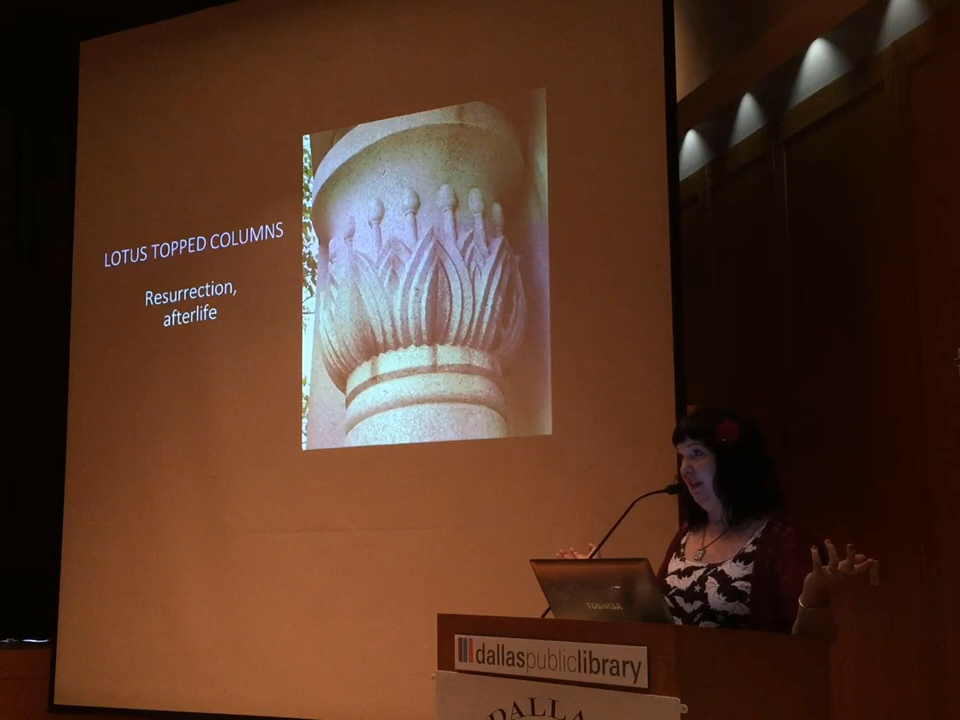 LOTUS TOPPED COLUMNS
Resurrection,
afterlife
TOSHIBA
dallaspubliclibrary